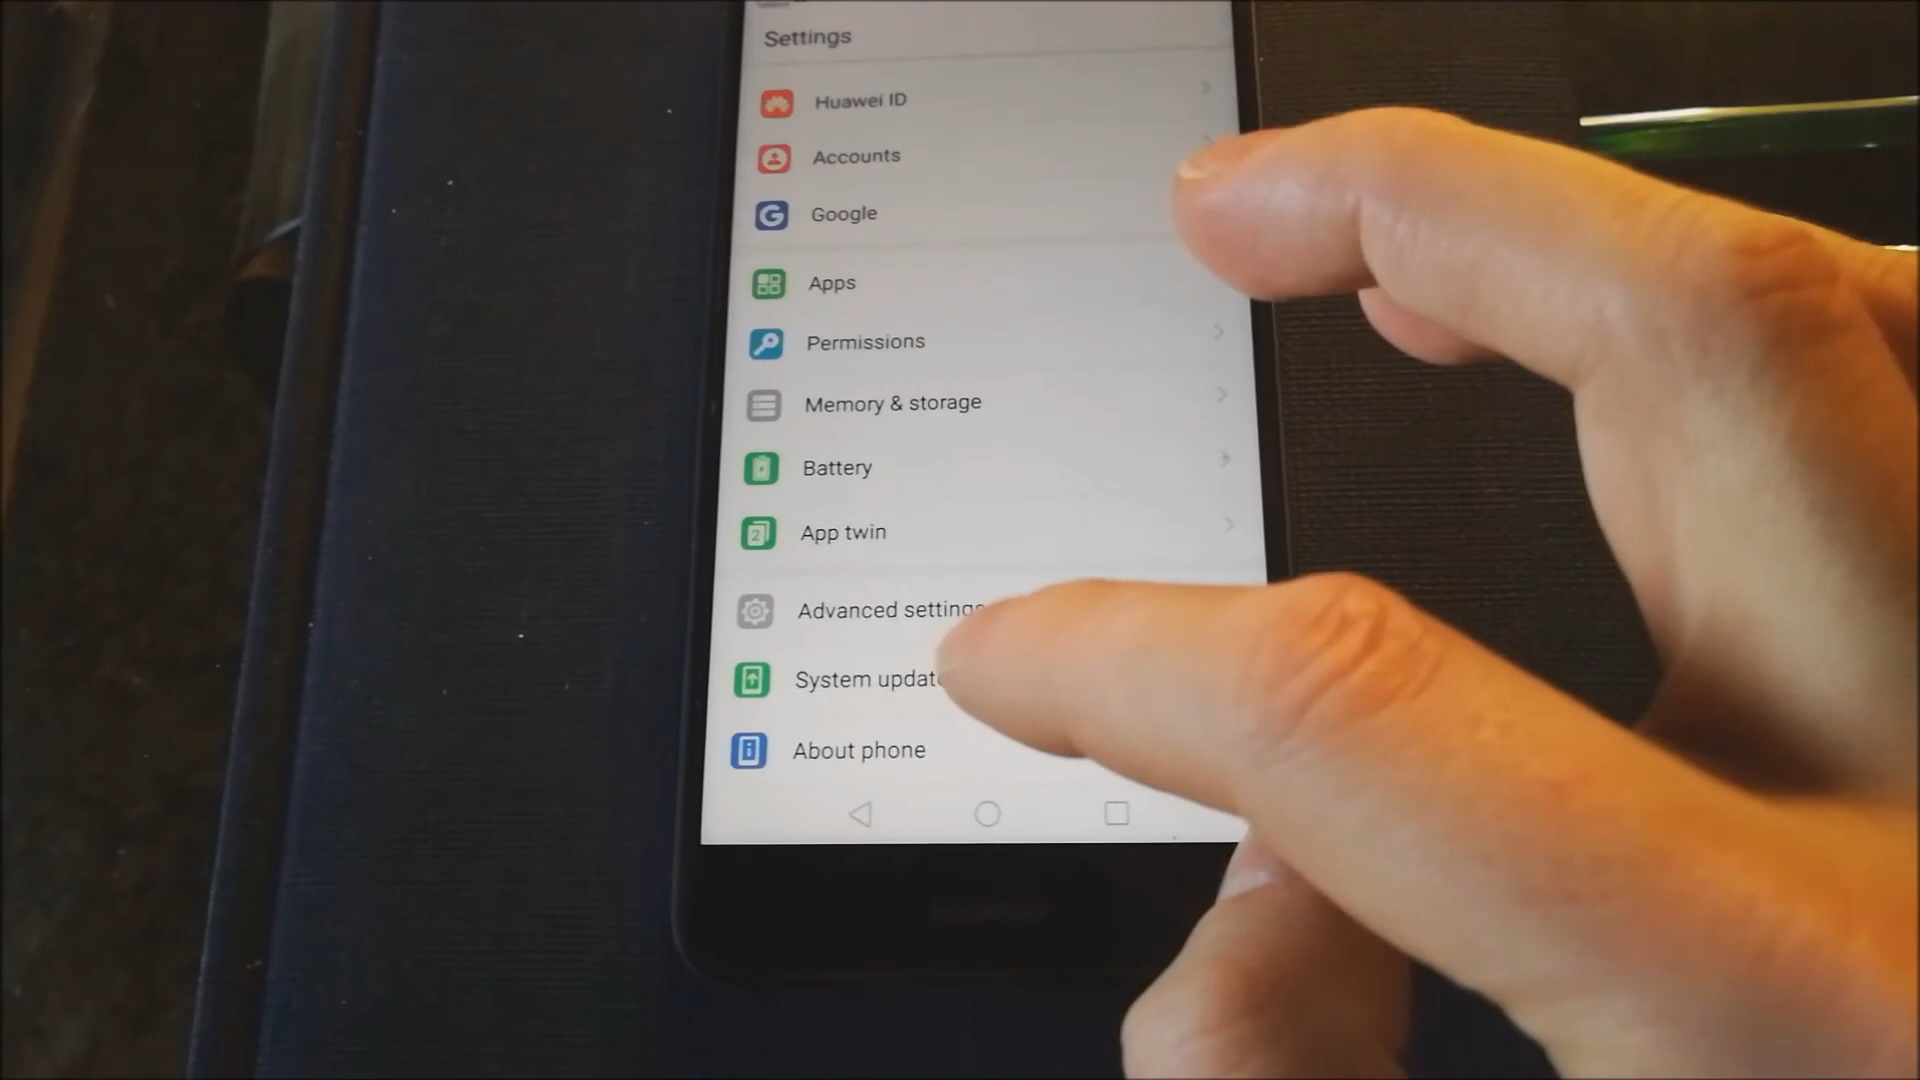 Settings
Huawei ID
Accounts
Google
Apps
Permissions
Memory & storage
Battery
App twin
Advanced settings
System update
About phone